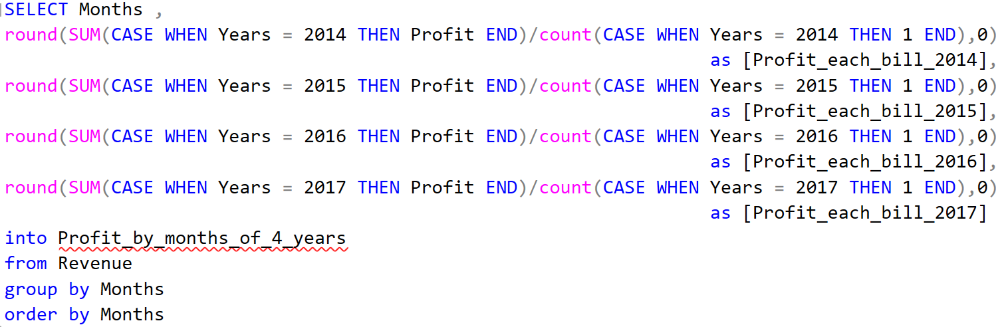 SELECT Months ,
round(SUM(CASE WHEN Years = 2014 THEN Profit END)/count(CASE WHEN Years = 2014 THEN 1 END),0)
as [Profit_each_bill_2014],
round(SUM(CASE WHEN Years = 2015 THEN Profit END)/count(CASE WHEN Years = 2015 THEN 1 END),0)
as [Profit_each_bill_2015],
round(SUM(CASE WHEN Years = 2016 THEN Profit END)/count(CASE WHEN Years = 2016 THEN 1 END),0)
as [Profit_each_bill_2016],
round(SUM(CASE WHEN Years = 2017 THEN Profit END)/count(CASE WHEN Years = 2017 THEN 1 END),0)
as [Profit_each_bill_2017]
into Profit_by_months_of_4_years
from Revenue
group by Months
order by Months